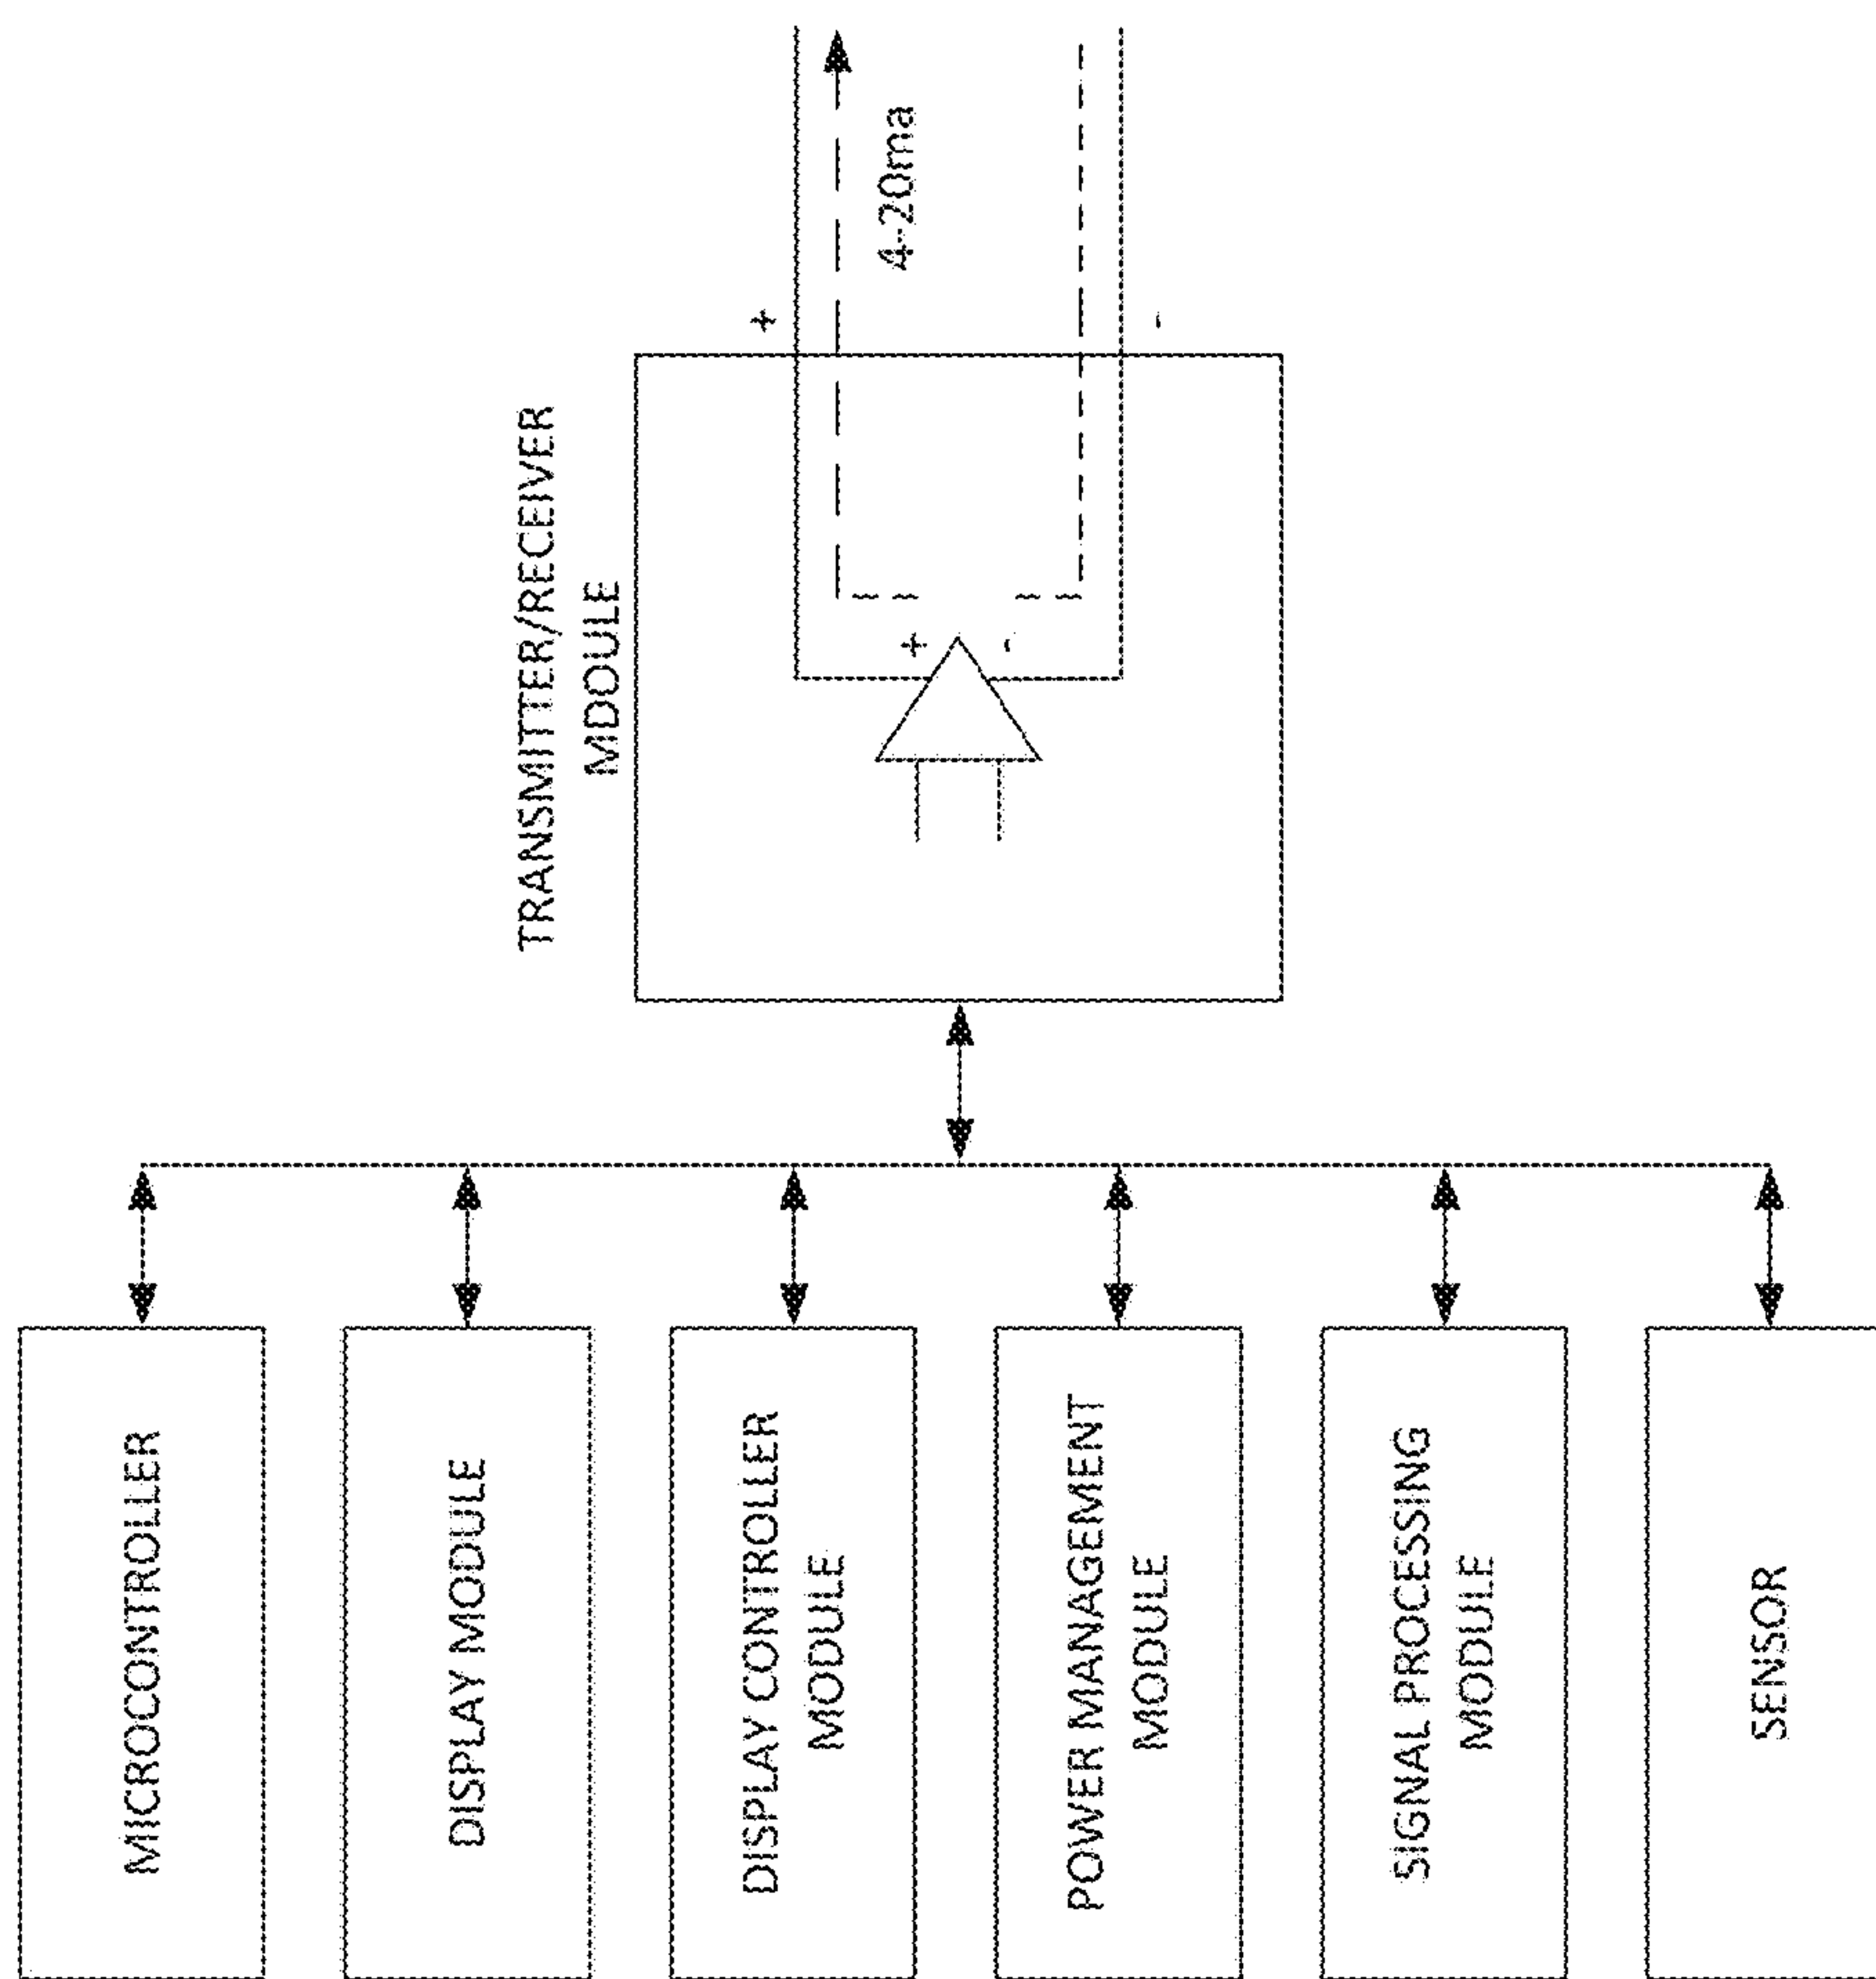 MICROCONTROLLER
DISPLAY MODULE
DISPLAY CONTROLLER
MODULE
POWER MANAGEMENT
MODULE
SIGNAL PROCESSING
MODULE
SENSOR
TRANSMITTER/RECEIVER
MDOULE
+
-
+
-
4-20ma